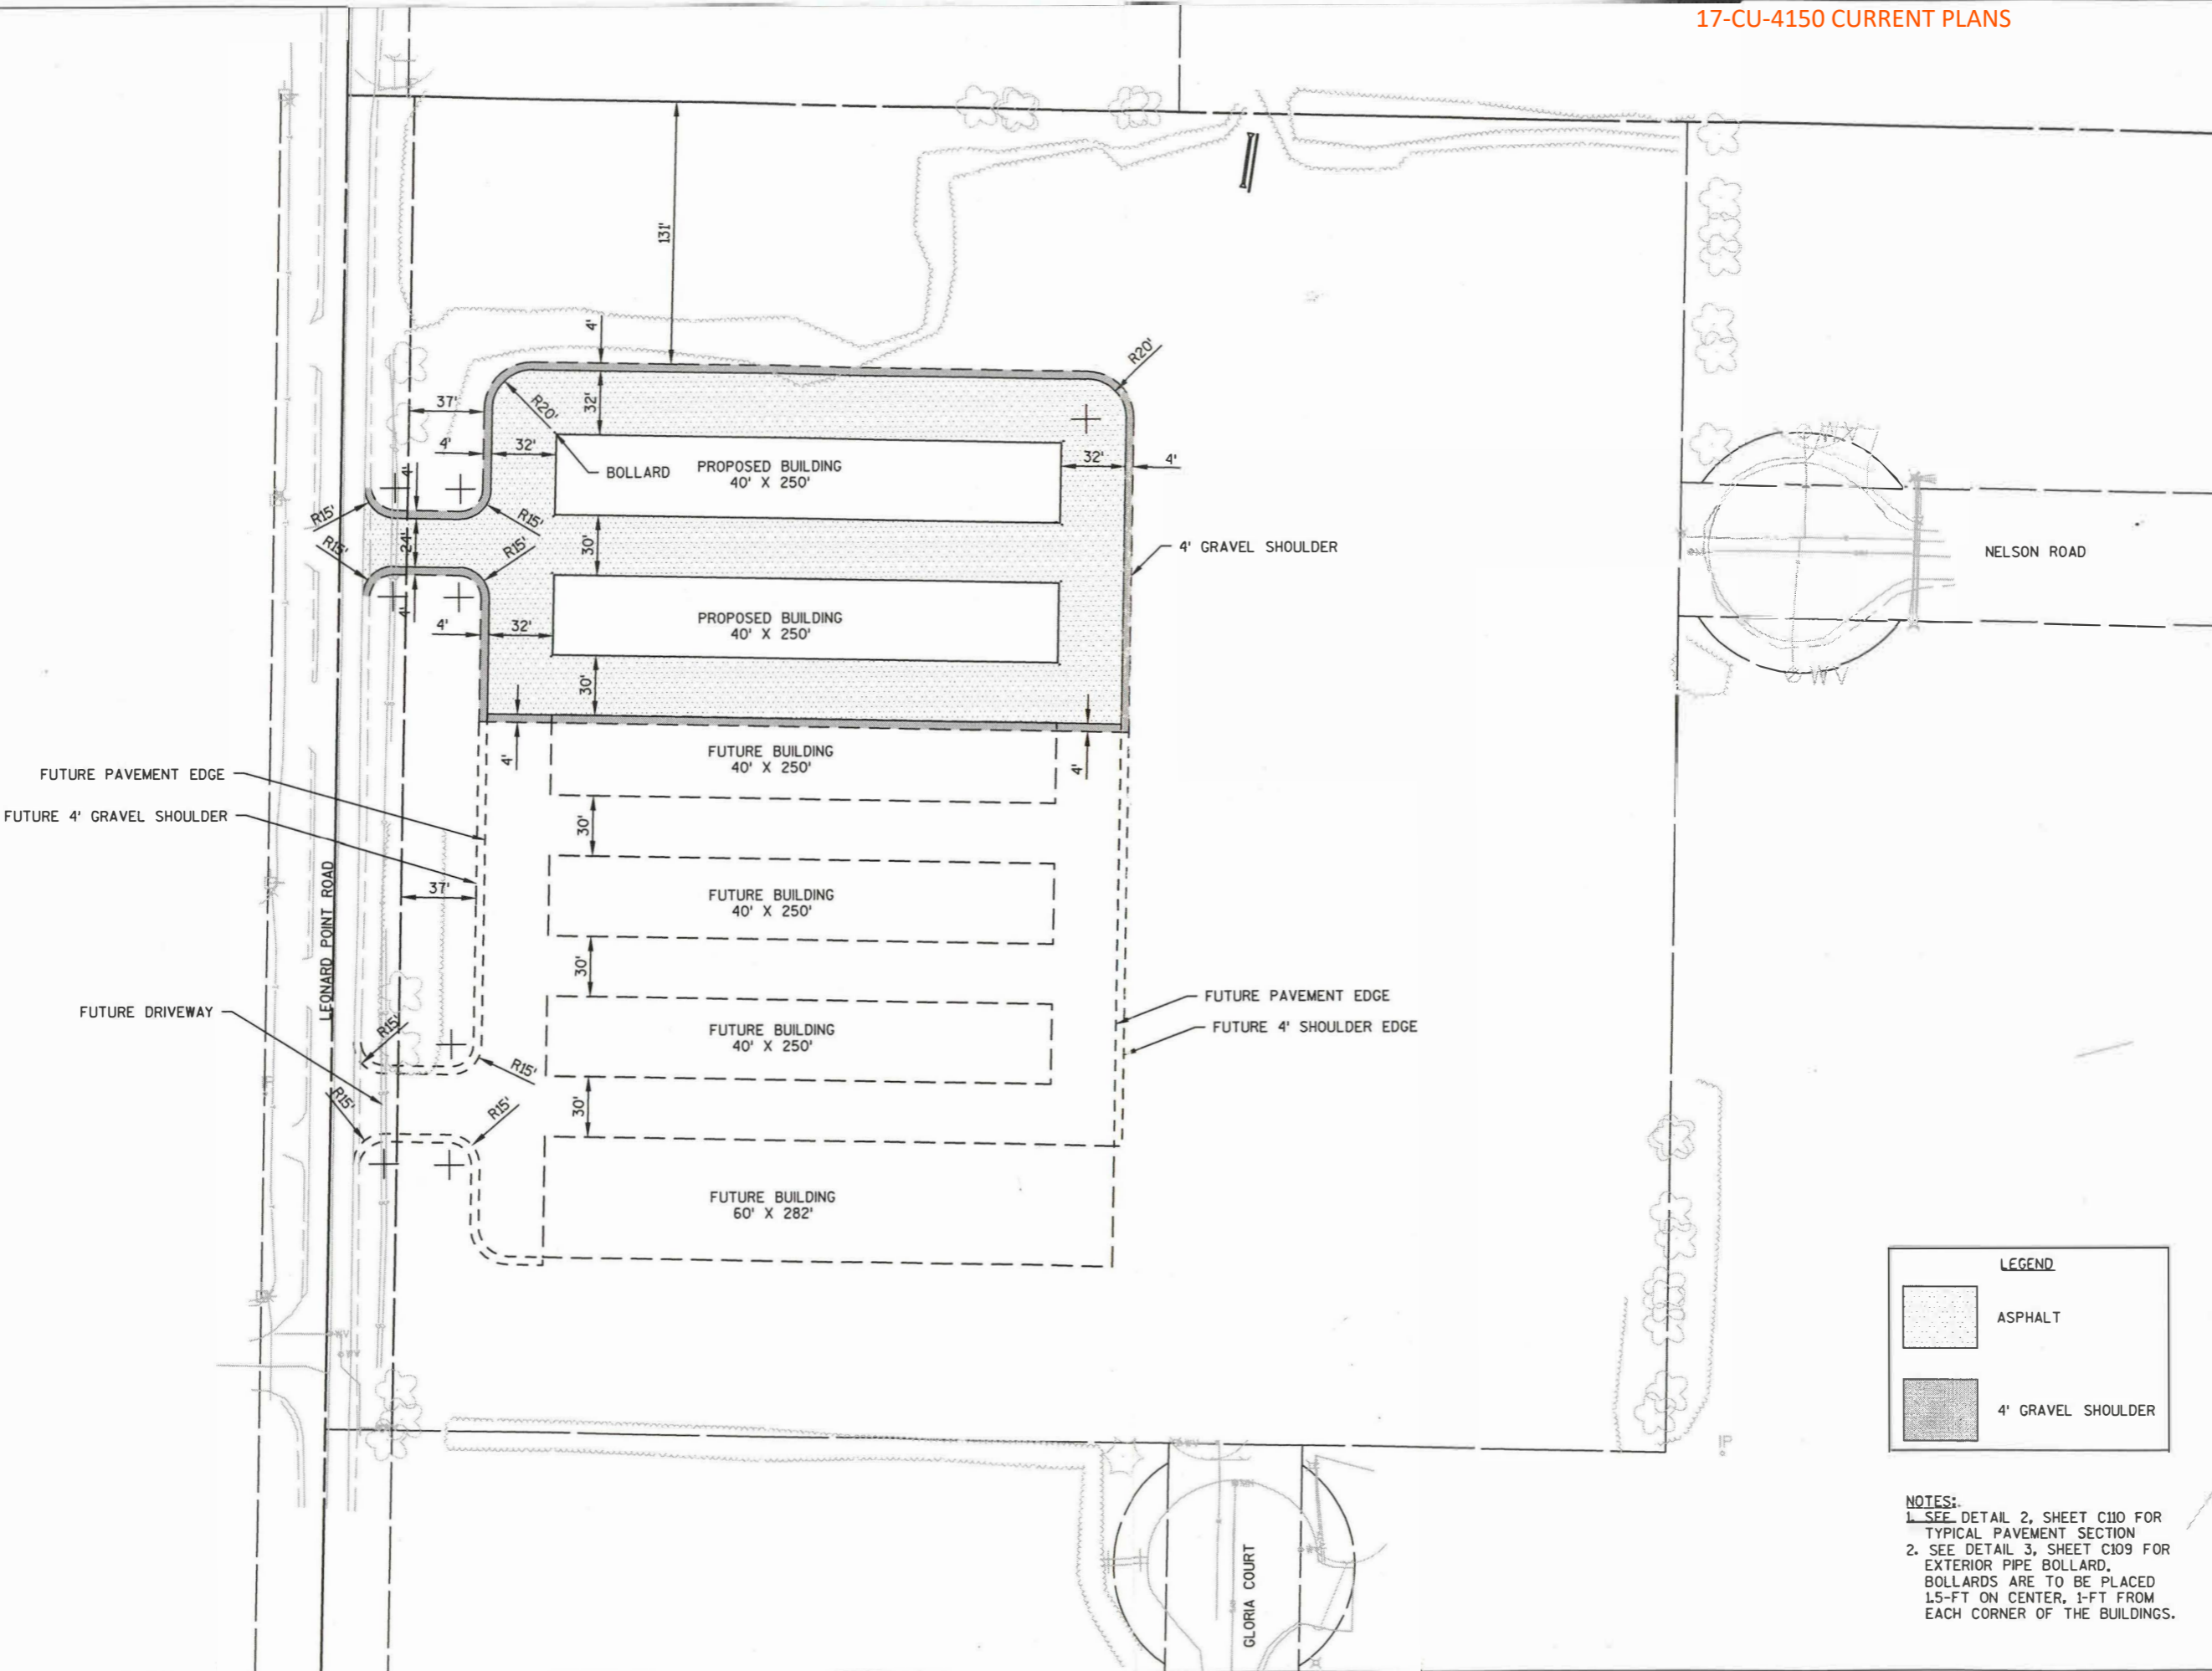 17-CU-4150 CURRENT PLANS
131'
4'
R20'
37'
R20'
32'
4'
32'
BOLLARD
PROPOSED BUILDING
40' X 250'
32'
4'
4'
R15'
R15'
24'
R15'
R15'
30'
4' GRAVEL SHOULDER
NELSON ROAD
4'
4'
32'
PROPOSED BUILDING
40' X 250'
30'
WV
4'
FUTURE BUILDING
40' X 250'
4'
FUTURE PAVEMENT EDGE
FUTURE 4' GRAVEL SHOULDER
30'
37'
LEONARD POINT ROAD
FUTURE BUILDING
40' X 250'
30'
FUTURE PAVEMENT EDGE
FUTURE 4' SHOULDER EDGE
FUTURE DRIVEWAY
R15'
R15'
FUTURE BUILDING
40' X 250'
R15'
R15'
30'
FUTURE BUILDING
60' X 282'
LEGEND
ASPHALT
4' GRAVEL SHOULDER
IP
GLORIA COURT
NOTES:
1. SEE DETAIL 2, SHEET C110 FOR
TYPICAL PAVEMENT SECTION
2. SEE DETAIL 3, SHEET C109 FOR
EXTERIOR PIPE BOLLARD.
BOLLARDS ARE TO BE PLACED
1.5-FT ON CENTER, 1-FT FROM
EACH CORNER OF THE BUILDINGS.